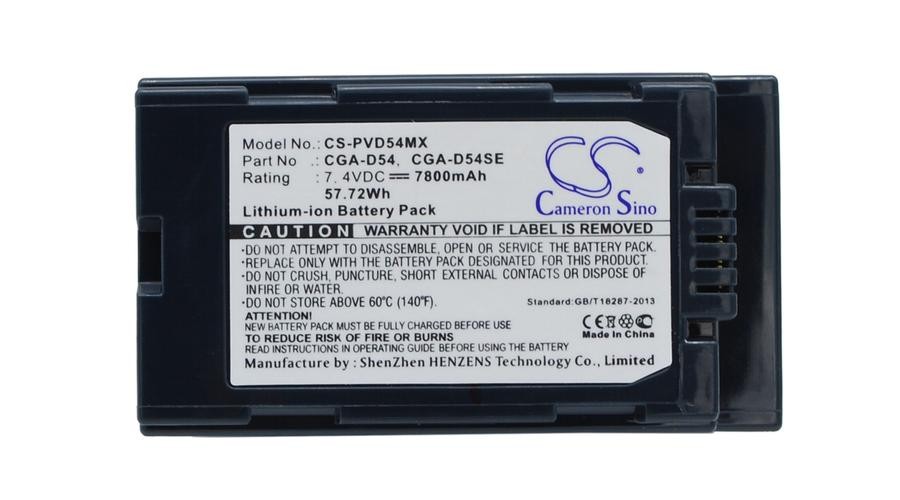 Model No.: CS-PVD54MX
Part No : CGA-D54, CGA-D54SE
Rating : 7.4VDC 7800mAh
57.72Wh
Lithium-ion Battery Pack
CS ®
Cameron Sino
CAUTION WARRANTY VOID IF LABEL IS REMOVED
•DO NOT ATTEMPT TO DISASSEMBLE, OPEN OR SERVICE THE BATTERY PACK.
•REPLACE ONLY WITH THE BATTERY PACK DESIGNATED FOR THIS PRODUCT.
•DO NOT CRUSH, PUNCTURE, SHORT EXTERNAL CONTACTS OR DISPOSE OF
IN FIRE OR WATER.
•DO NOT STORE ABOVE 60℃ (140℉).
Standard:GB/T18287-2013
ATTENTION!
NEW BATTERY PACK MUST BE FULLY CHARGED BEFORE USE
TO REDUCE RISK OF FIRE OR BURNS
READ INSTRUCTIONS IN OPERATING GUIDE BEFORE CHARGING BATTERY PACK
CE
Made in China
Manufacture by : ShenZhen HENZENS Technology Co., Limited